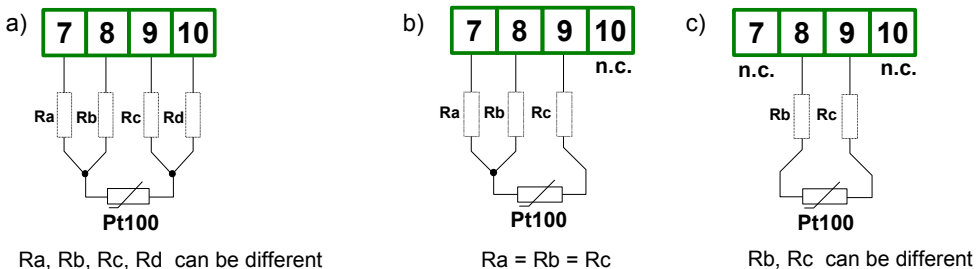 a) 7 8 9 10
Ra Rb Rc Rd
Pt100
Ra, Rb, Rc, Rd can be different
b) 7 8 9 10
n.c.
Ra Rb Rc
Pt100
Ra = Rb = Rc
c) 7 8 9 10
n.c. n.c.
Rb Rc
Pt100
Rb, Rc can be different